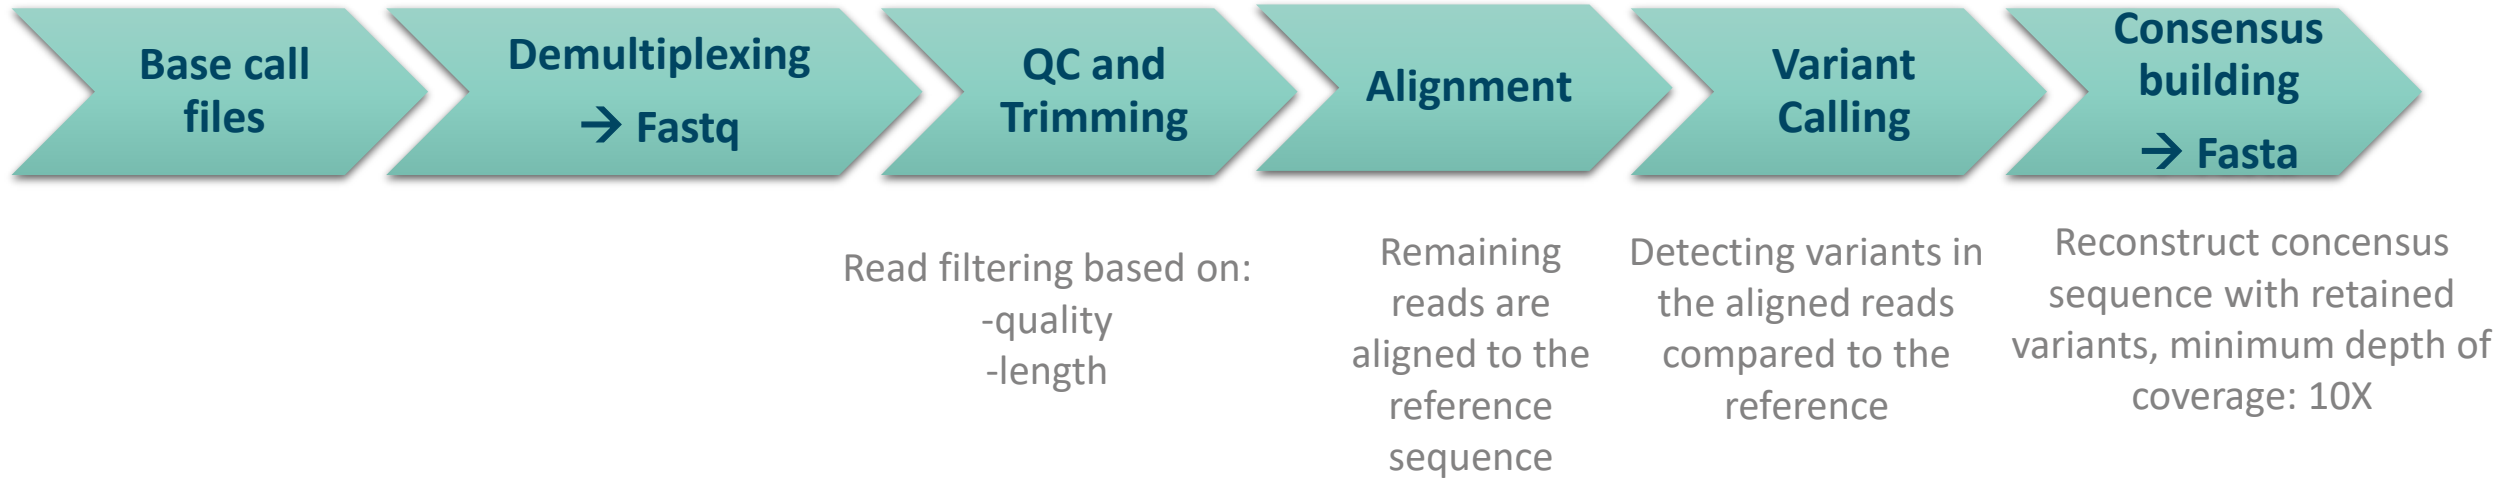 Base call
files
Demultiplexing
→ Fastq
QC and
Trimming
Alignment
Variant
Calling
Consensus
building
→ Fasta
Read filtering based on:
-quality
-length
Remaining
reads are
aligned to the
reference
sequence
Detecting variants in
the aligned reads
compared to the
reference
Reconstruct concensus
sequence with retained
variants, minimum depth of
coverage: 10X